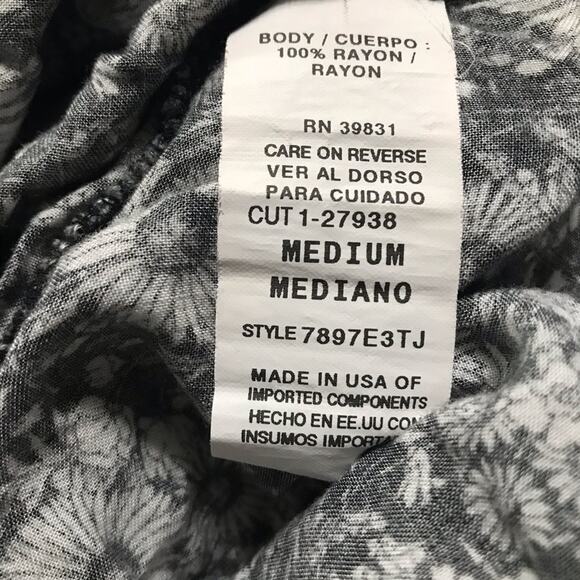 BODY / CUERPO :
100% RAYON /
RAYON
RN 39831
CARE ON REVERSE
VER AL DORSO
PARA CUIDADO
CUT 1-27938
MEDIUM
MEDIANO
STYLE 7897E3TJ
MADE IN USA OF
IMPORTED COMPONENTS
HECHO EN EE.UU CON
INSUMOS